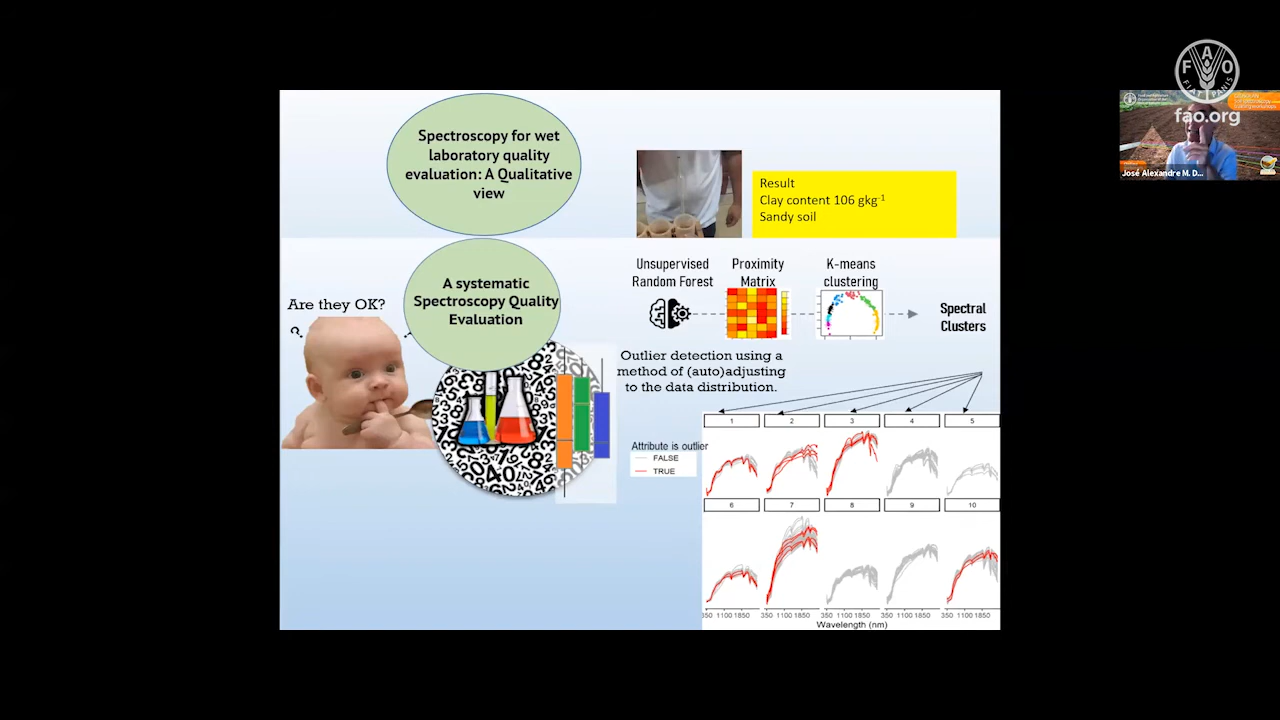 FAO
FIAT PANIS
fao.org
José Alexandre M. D...
Spectroscopy for wet
laboratory quality
evaluation: A Qualitative
view
Result
Clay content 106 gkg-1
Sandy soil
A systematic
Spectroscopy Quality
Evaluation
Are they OK?
Unsupervised
Random Forest
Proximity
Matrix
K-means
clustering
Spectral
Clusters
Outlier detection using a
method of (auto)adjusting
to the data distribution.
Attribute is outlier
FALSE
TRUE
1 2 3 4 5
6 7 8 9 10
350 1100 1850 350 1100 1850 350 1100 1850 350 1100 1850 350 1100 1850
Wavelength (nm)